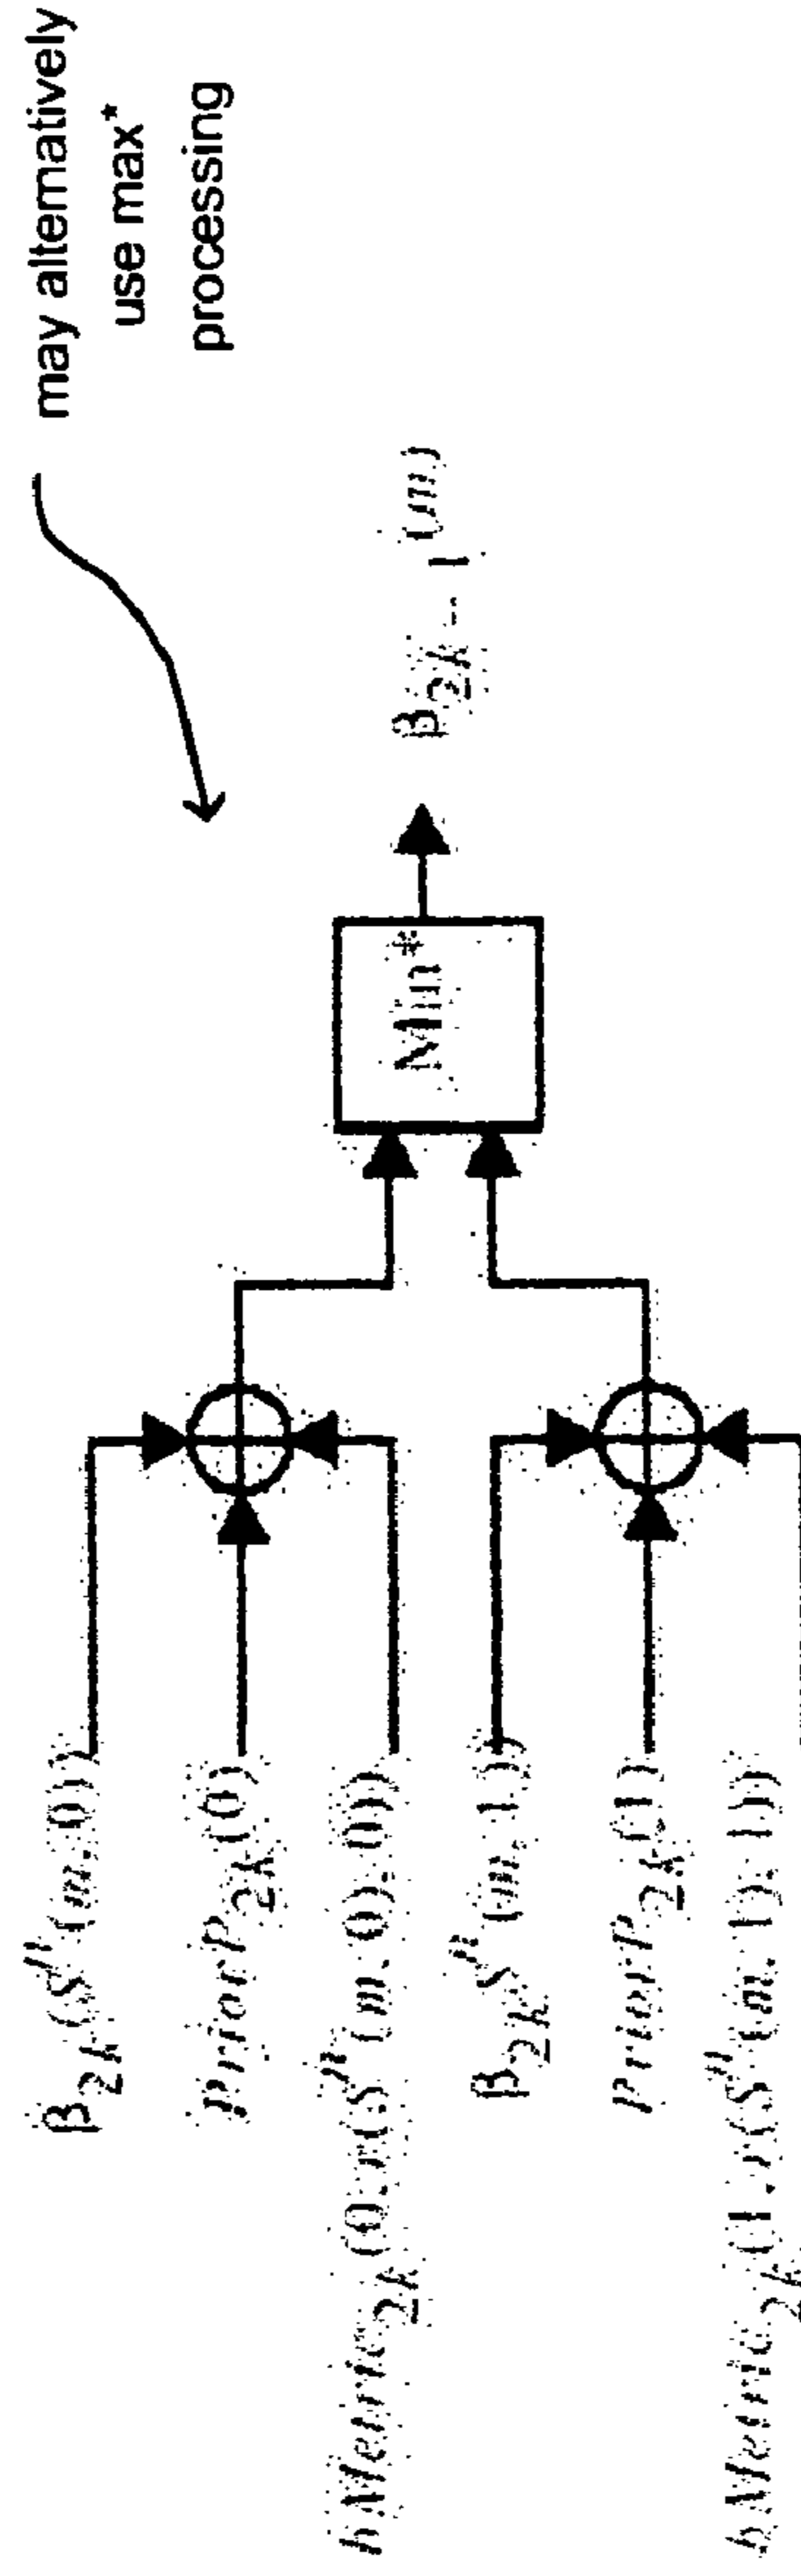 may alternatively
use max*
processing
β2k(S''(m, 0))
PriorP2k(0)
bMetric2k(0, r(S''(m, 0), 0))
Min*
β2k-1(m)
β2kS''(m, 1))
PriorP2k(1)
bMetric2k(1, r(S''(m, 1), 1))